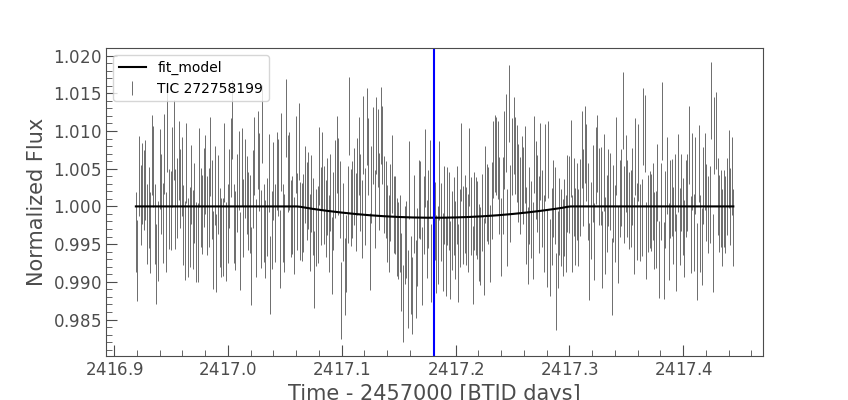 1.020
1.015
1.010
1.005
1.000
0.995
0.990
0.985
Normalized Flux
fit_model
TIC 272758199
2416.9 2417.0 2417.1 2417.2 2417.3 2417.4
Time - 2457000 [BTJD days]